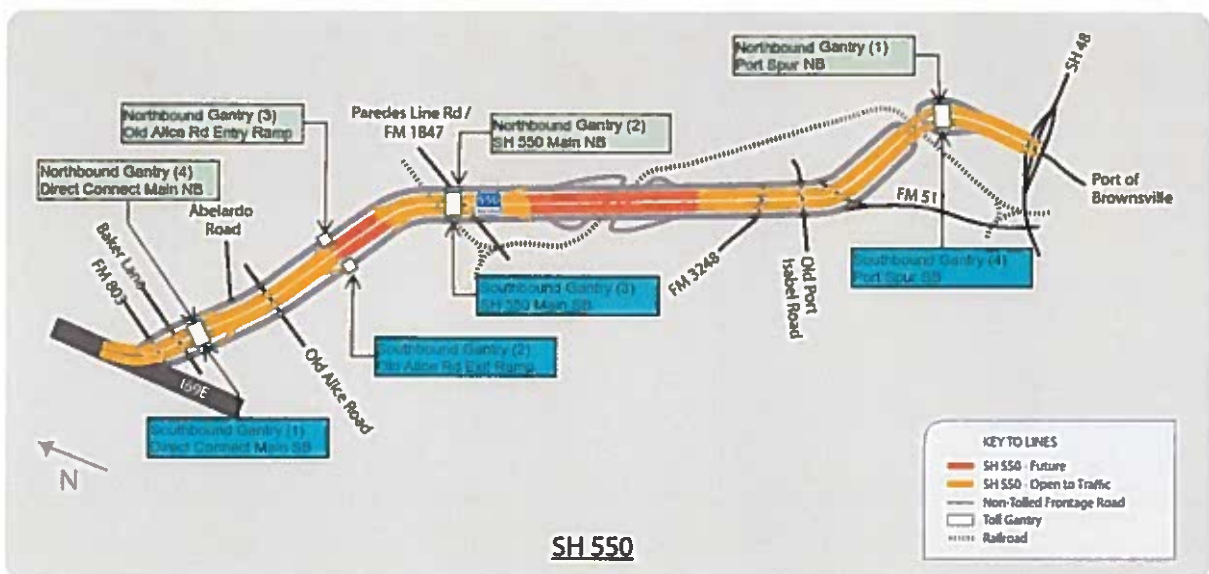 Northbound Gantry (1)
Port Spur NB
SH 48
Northbound Gantry (3)
Old Alice Rd Entry Ramp
Paredes Line Rd /
FM 1847
Northbound Gantry (2)
SH 550 Main NB
Northbound Gantry (4)
Direct Connect Main NB
Abelardo
Road
550
Port of
Brownsville
FM 51
Baker Lane
FM 803
FM 3248
Old Port
Isabel Road
Southbound Gantry (4)
Port Spur SB
Southbound Gantry (3)
SH 550 Main SB
Southbound Gantry (2)
Old Alice Rd Exit Ramp
Old Alice Road
I69E
Southbound Gantry (1)
Direct Connect Main SB
N
KEY TO LINES
SH 550 - Future
SH 550 - Open to Traffic
Non-Tolled Frontage Road
Toll Gantry
Railroad
SH 550